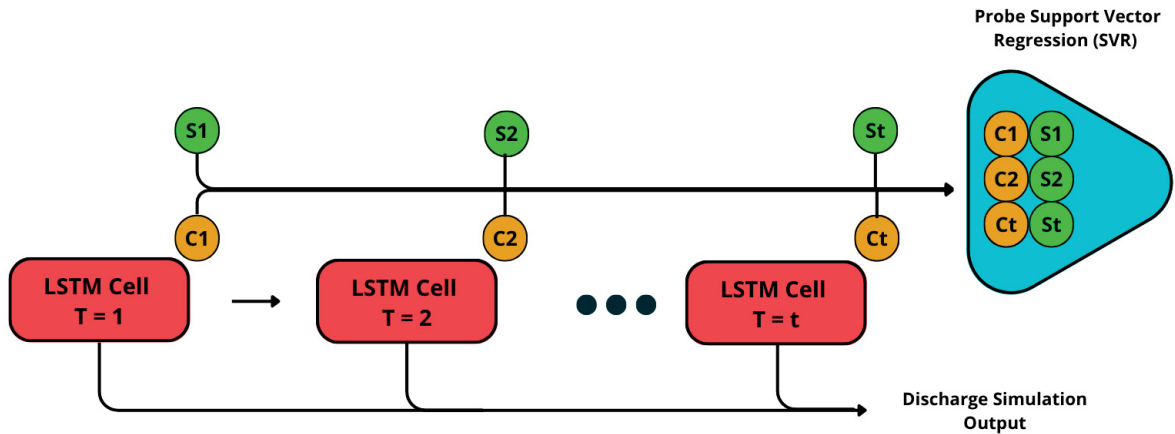 Probe Support Vector
Regression (SVR)
S1
S2
St
C1 S1
C2 S2
Ct St
C1
C2
Ct
LSTM Cell
T = 1
LSTM Cell
T = 2
LSTM Cell
T = t
Discharge Simulation
Output